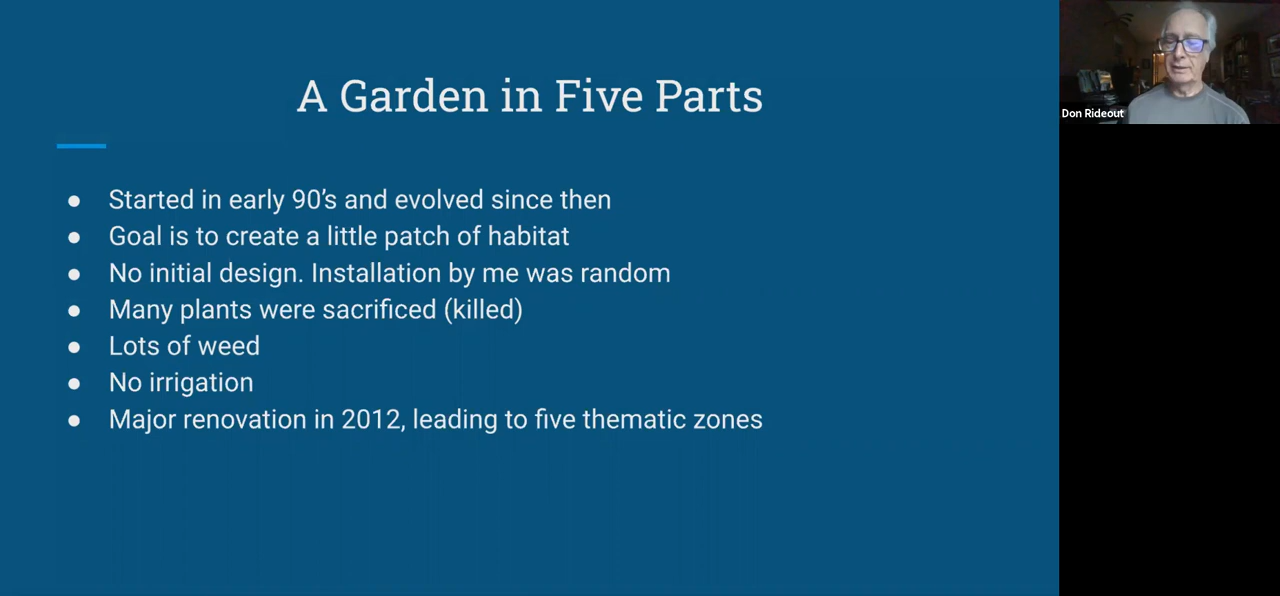 A Garden in Five Parts
● Started in early 90’s and evolved since then
● Goal is to create a little patch of habitat
● No initial design. Installation by me was random
● Many plants were sacrificed (killed)
● Lots of weed
● No irrigation
● Major renovation in 2012, leading to five thematic zones
Don Rideout